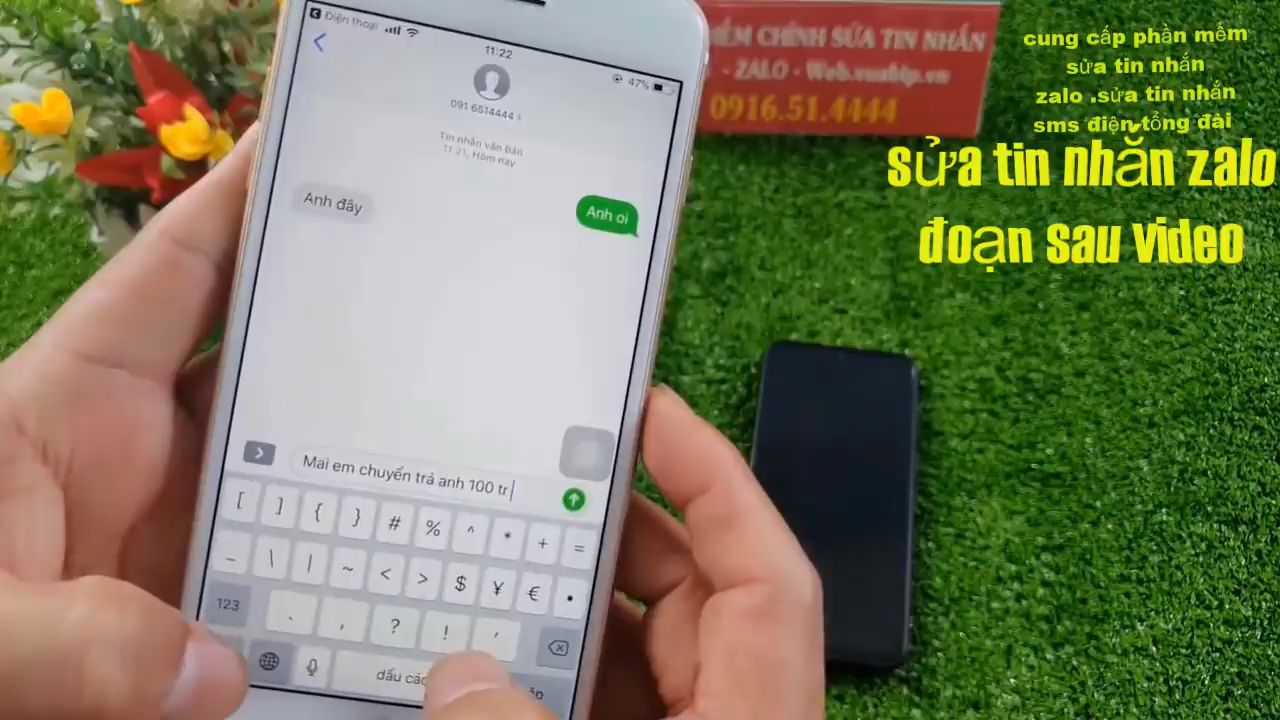 Điện thoại
11:22
47%
091 6514444
Tin nhắn văn bản
11:21, Hôm nay
Anh ơi
Anh đây
Mai em chuyển trả anh 100 tr
[ ] { } # % ^ * + =
_ \ | ~ < > $ ¥ € •
123 . , ? ! ′
dấu các
MỀM CHỈNH SỬA TIN NHẮN
- ZALO - Web.vuabtp.vn
0916.51.4444
cung cấp phần mềm
sửa tin nhắn
zalo .sửa tin nhắn
sms điện tổng đài
sửa tin nhắn zalo
đoạn sau video